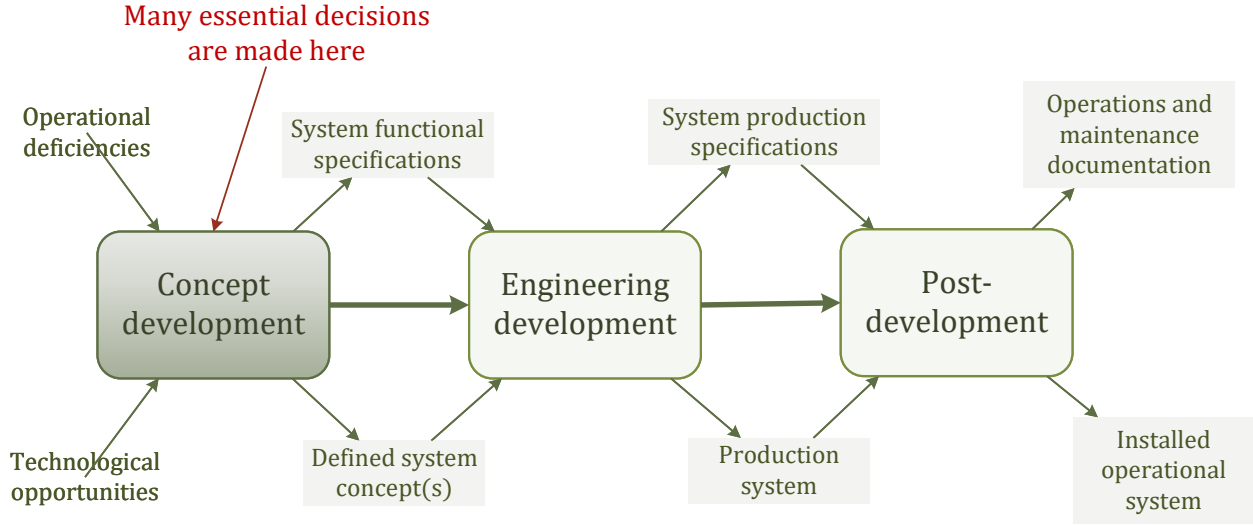 Many essential decisions
are made here
Operational
deficiencies
System functional
specifications
System production
specifications
Operations and
maintenance
documentation
Concept
development
Engineering
development
Post-
development
Technological
opportunities
Defined system
concept(s)
Production
system
Installed
operational
system